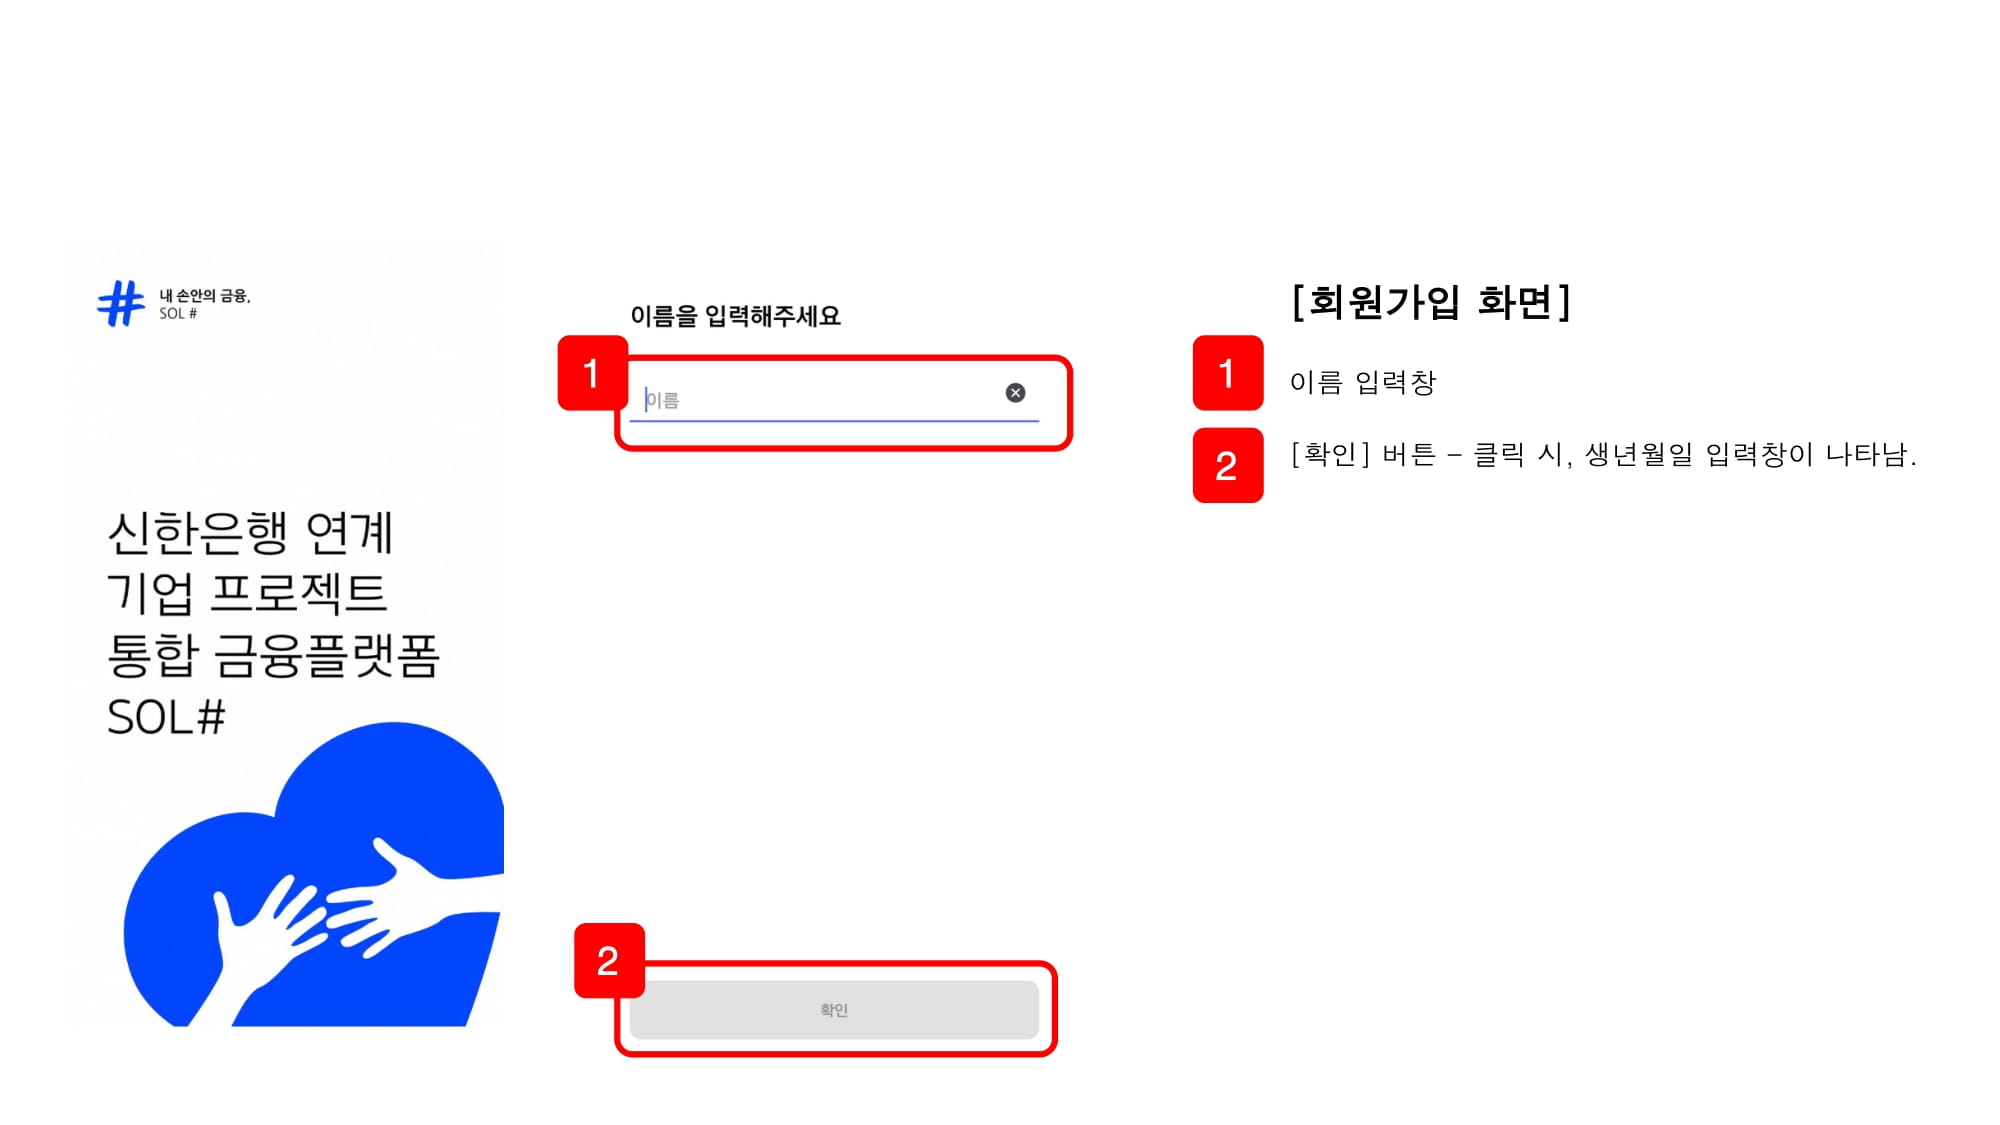 내 손안의 금융,
SOL #
신한은행 연계
기업 프로젝트
통합 금융플랫폼
SOL#
이름을 입력해주세요
1
이름
2
확인
[회원가입 화면]
1 이름 입력창
2 [확인] 버튼 – 클릭 시, 생년월일 입력창이 나타남.